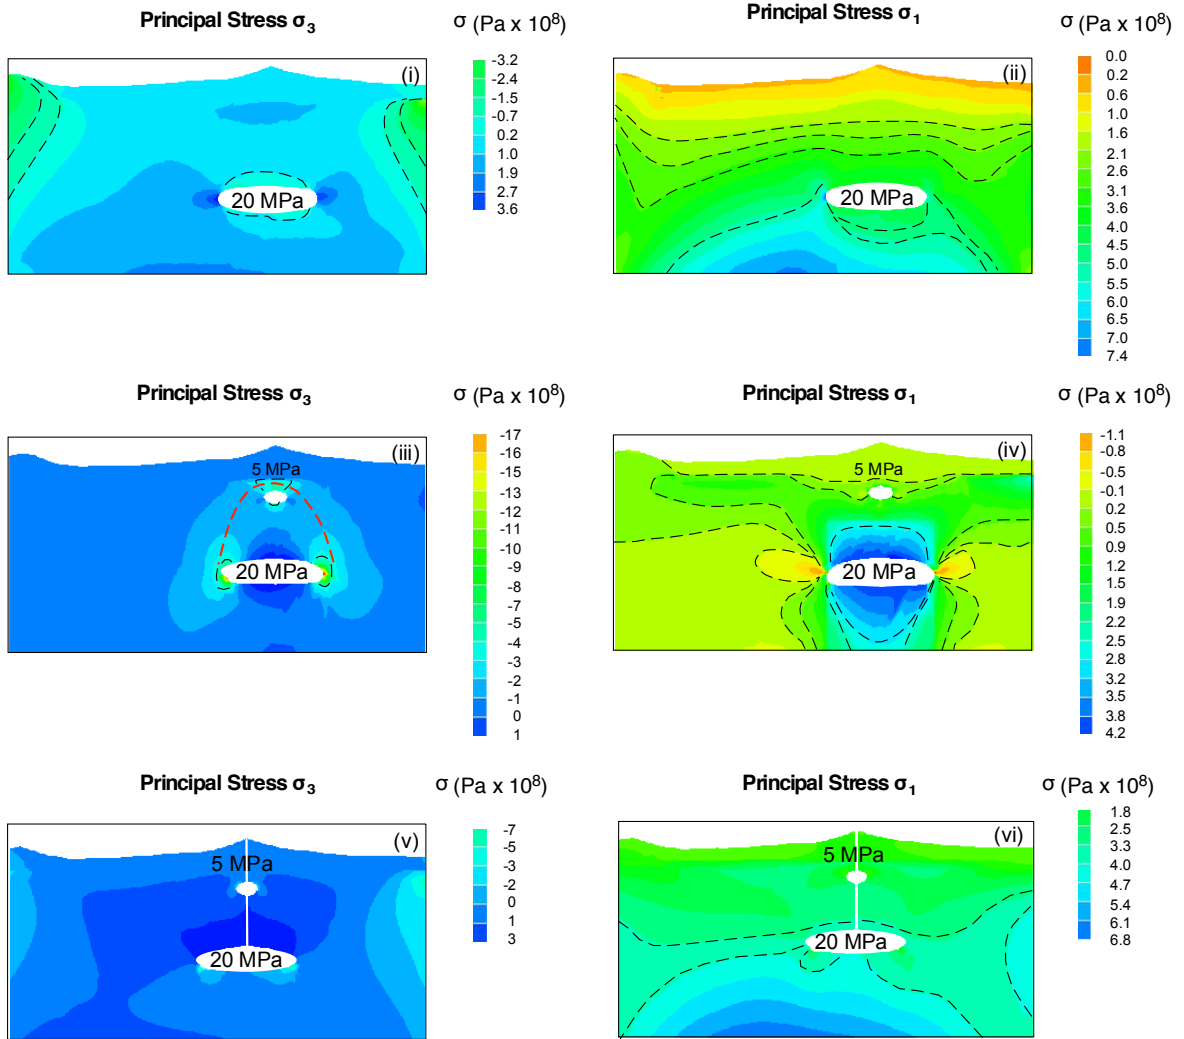 Principal Stress σ3
σ (Pa x 10^8)
(i)
20 MPa
-3.2
-2.4
-1.5
-0.7
0.2
1.0
1.9
2.7
3.6
Principal Stress σ1
σ (Pa x 10^8)
(ii)
20 MPa
0.0
0.2
0.6
1.0
1.6
2.1
2.6
3.1
3.6
4.0
4.5
5.0
5.5
6.0
6.5
7.0
7.4
Principal Stress σ3
σ (Pa x 10^8)
(iii)
5 MPa
20 MPa
-17
-16
-15
-13
-12
-11
-10
-9
-8
-7
-5
-4
-3
-2
-1
0
1
Principal Stress σ1
σ (Pa x 10^8)
(iv)
5 MPa
20 MPa
-1.1
-0.8
-0.5
-0.1
0.2
0.5
0.9
1.2
1.5
1.9
2.2
2.5
2.8
3.2
3.5
3.8
4.2
Principal Stress σ3
σ (Pa x 10^8)
(v)
5 MPa
20 MPa
-7
-5
-3
-2
0
1
3
Principal Stress σ1
σ (Pa x 10^8)
(vi)
5 MPa
20 MPa
1.8
2.5
3.3
4.0
4.7
5.4
6.1
6.8